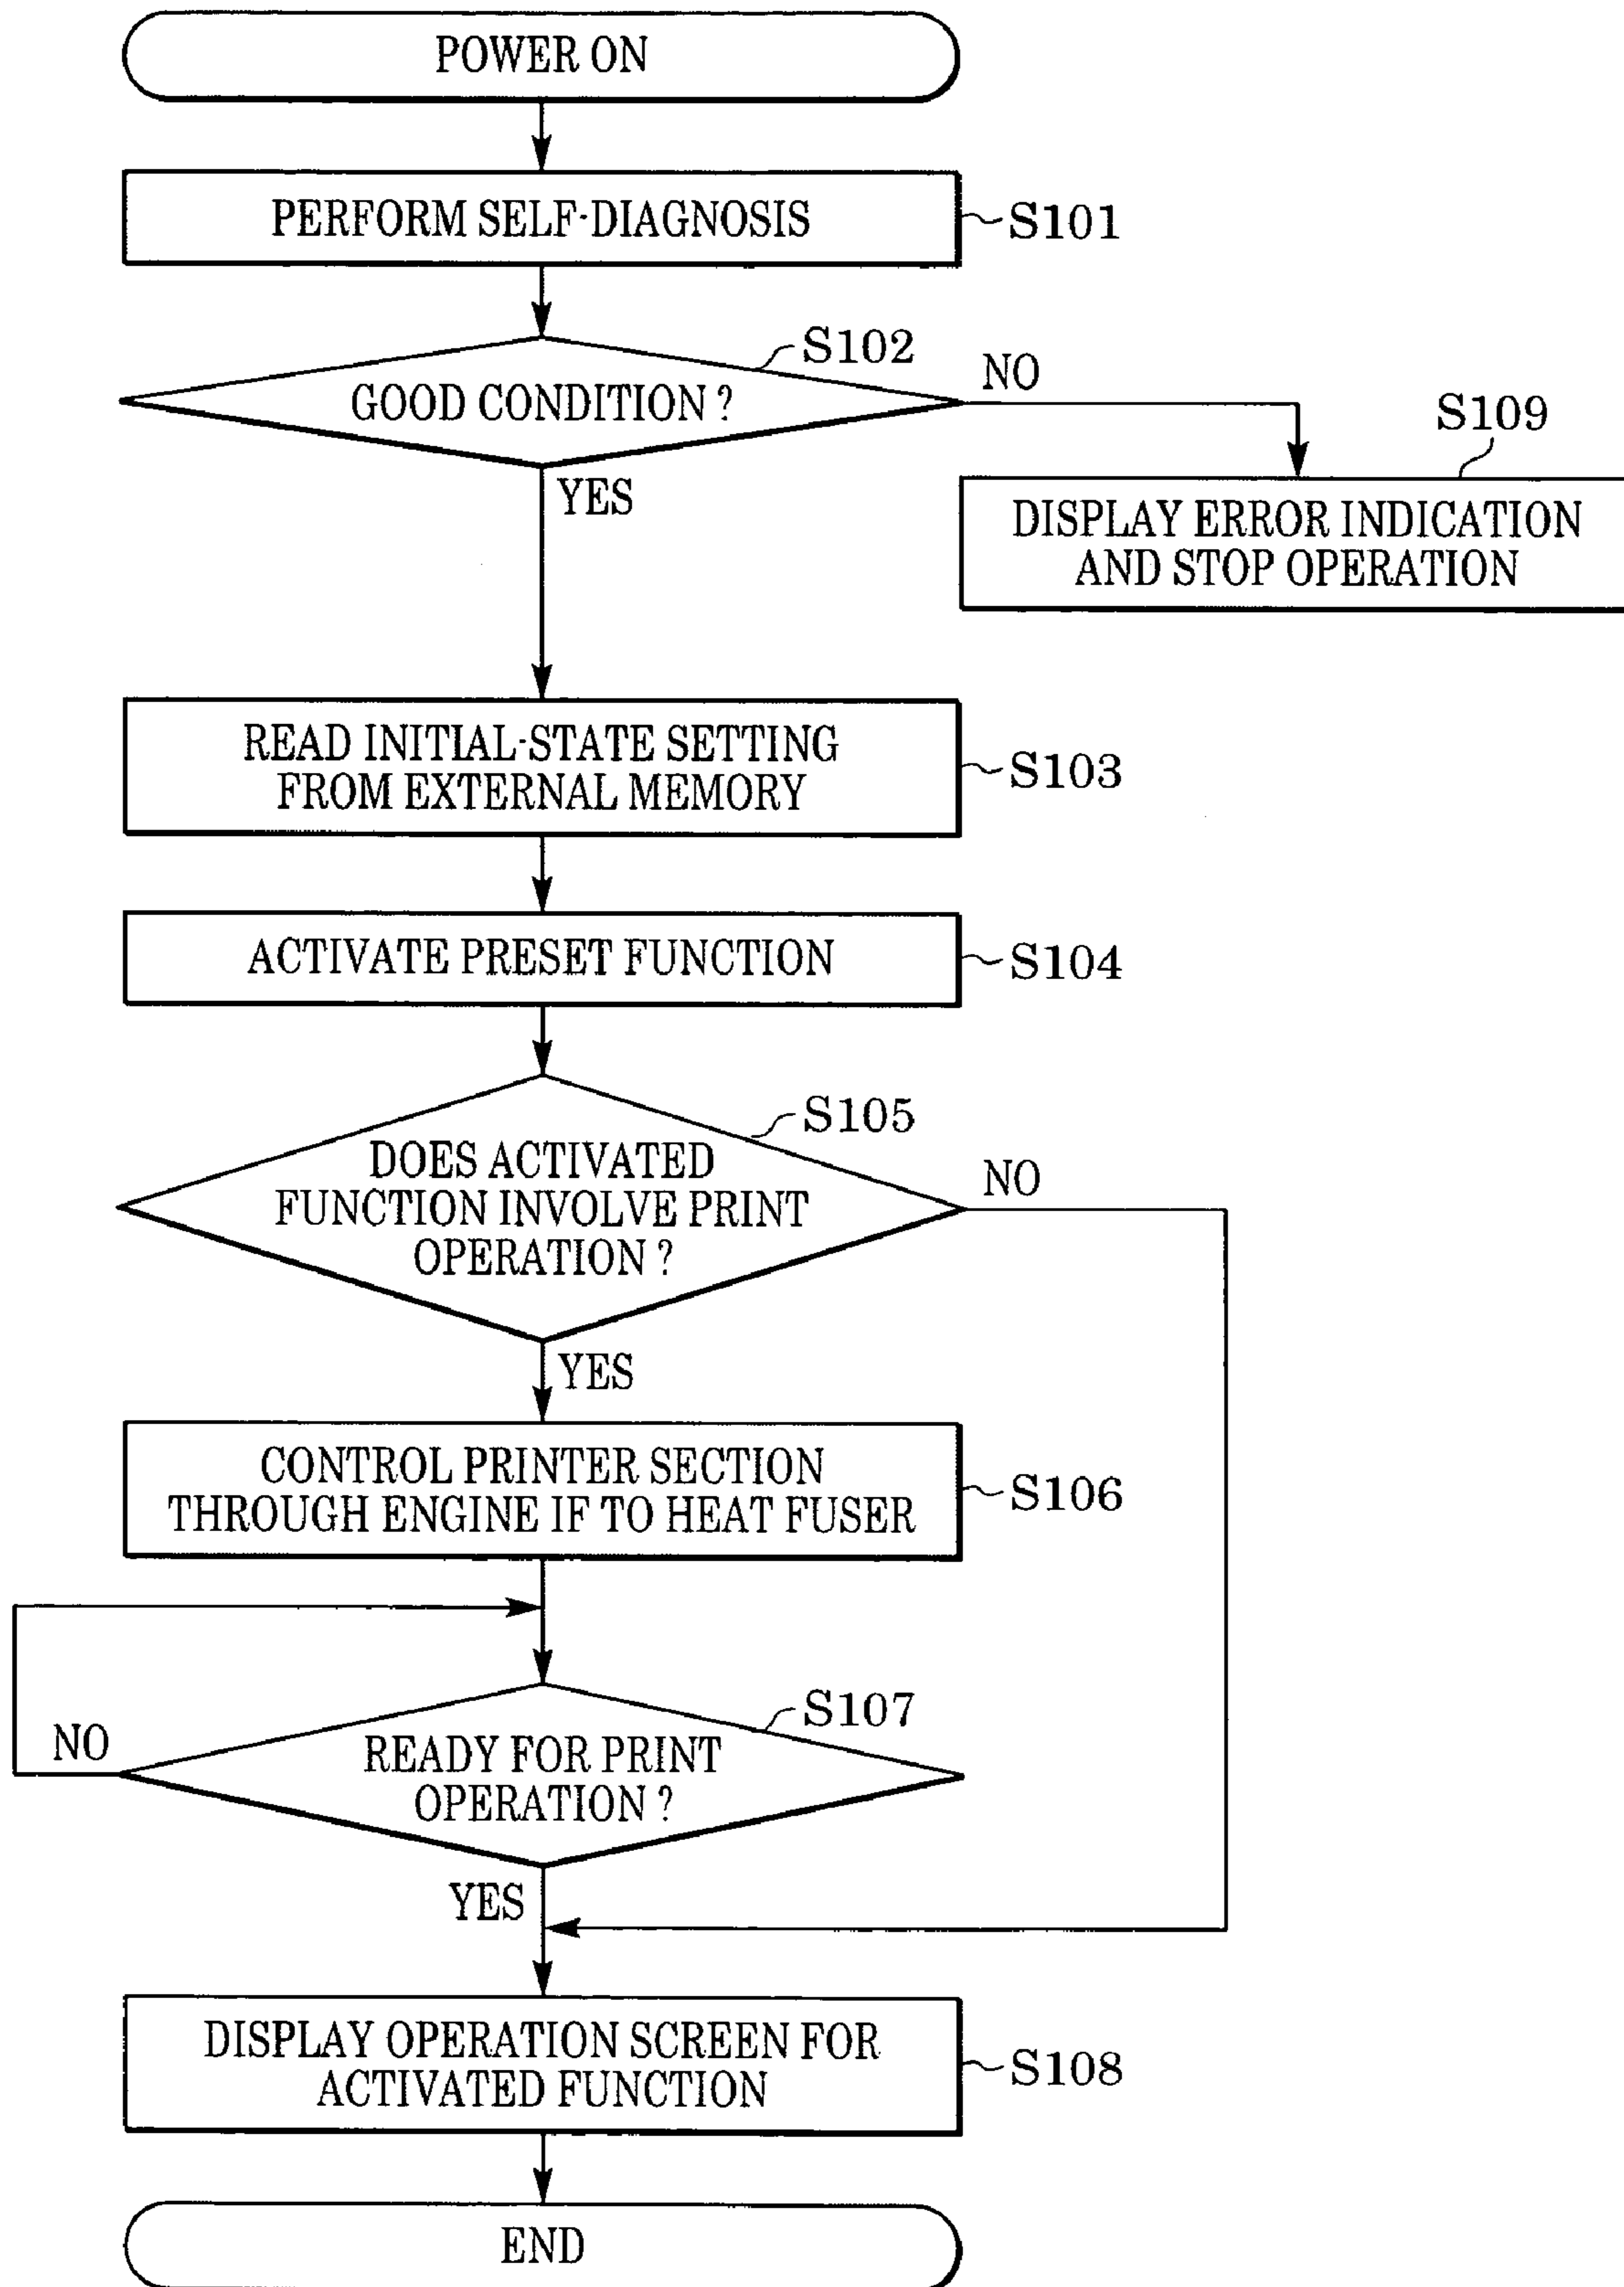 POWER ON
PERFORM SELF-DIAGNOSIS
S101
S102
GOOD CONDITION ?
NO
YES
S109
DISPLAY ERROR INDICATION
AND STOP OPERATION
READ INITIAL-STATE SETTING
FROM EXTERNAL MEMORY
S103
ACTIVATE PRESET FUNCTION
S104
S105
DOES ACTIVATED
FUNCTION INVOLVE PRINT
OPERATION ?
NO
YES
CONTROL PRINTER SECTION
THROUGH ENGINE IF TO HEAT FUSER
S106
S107
READY FOR PRINT
OPERATION ?
NO
YES
DISPLAY OPERATION SCREEN FOR
ACTIVATED FUNCTION
S108
END